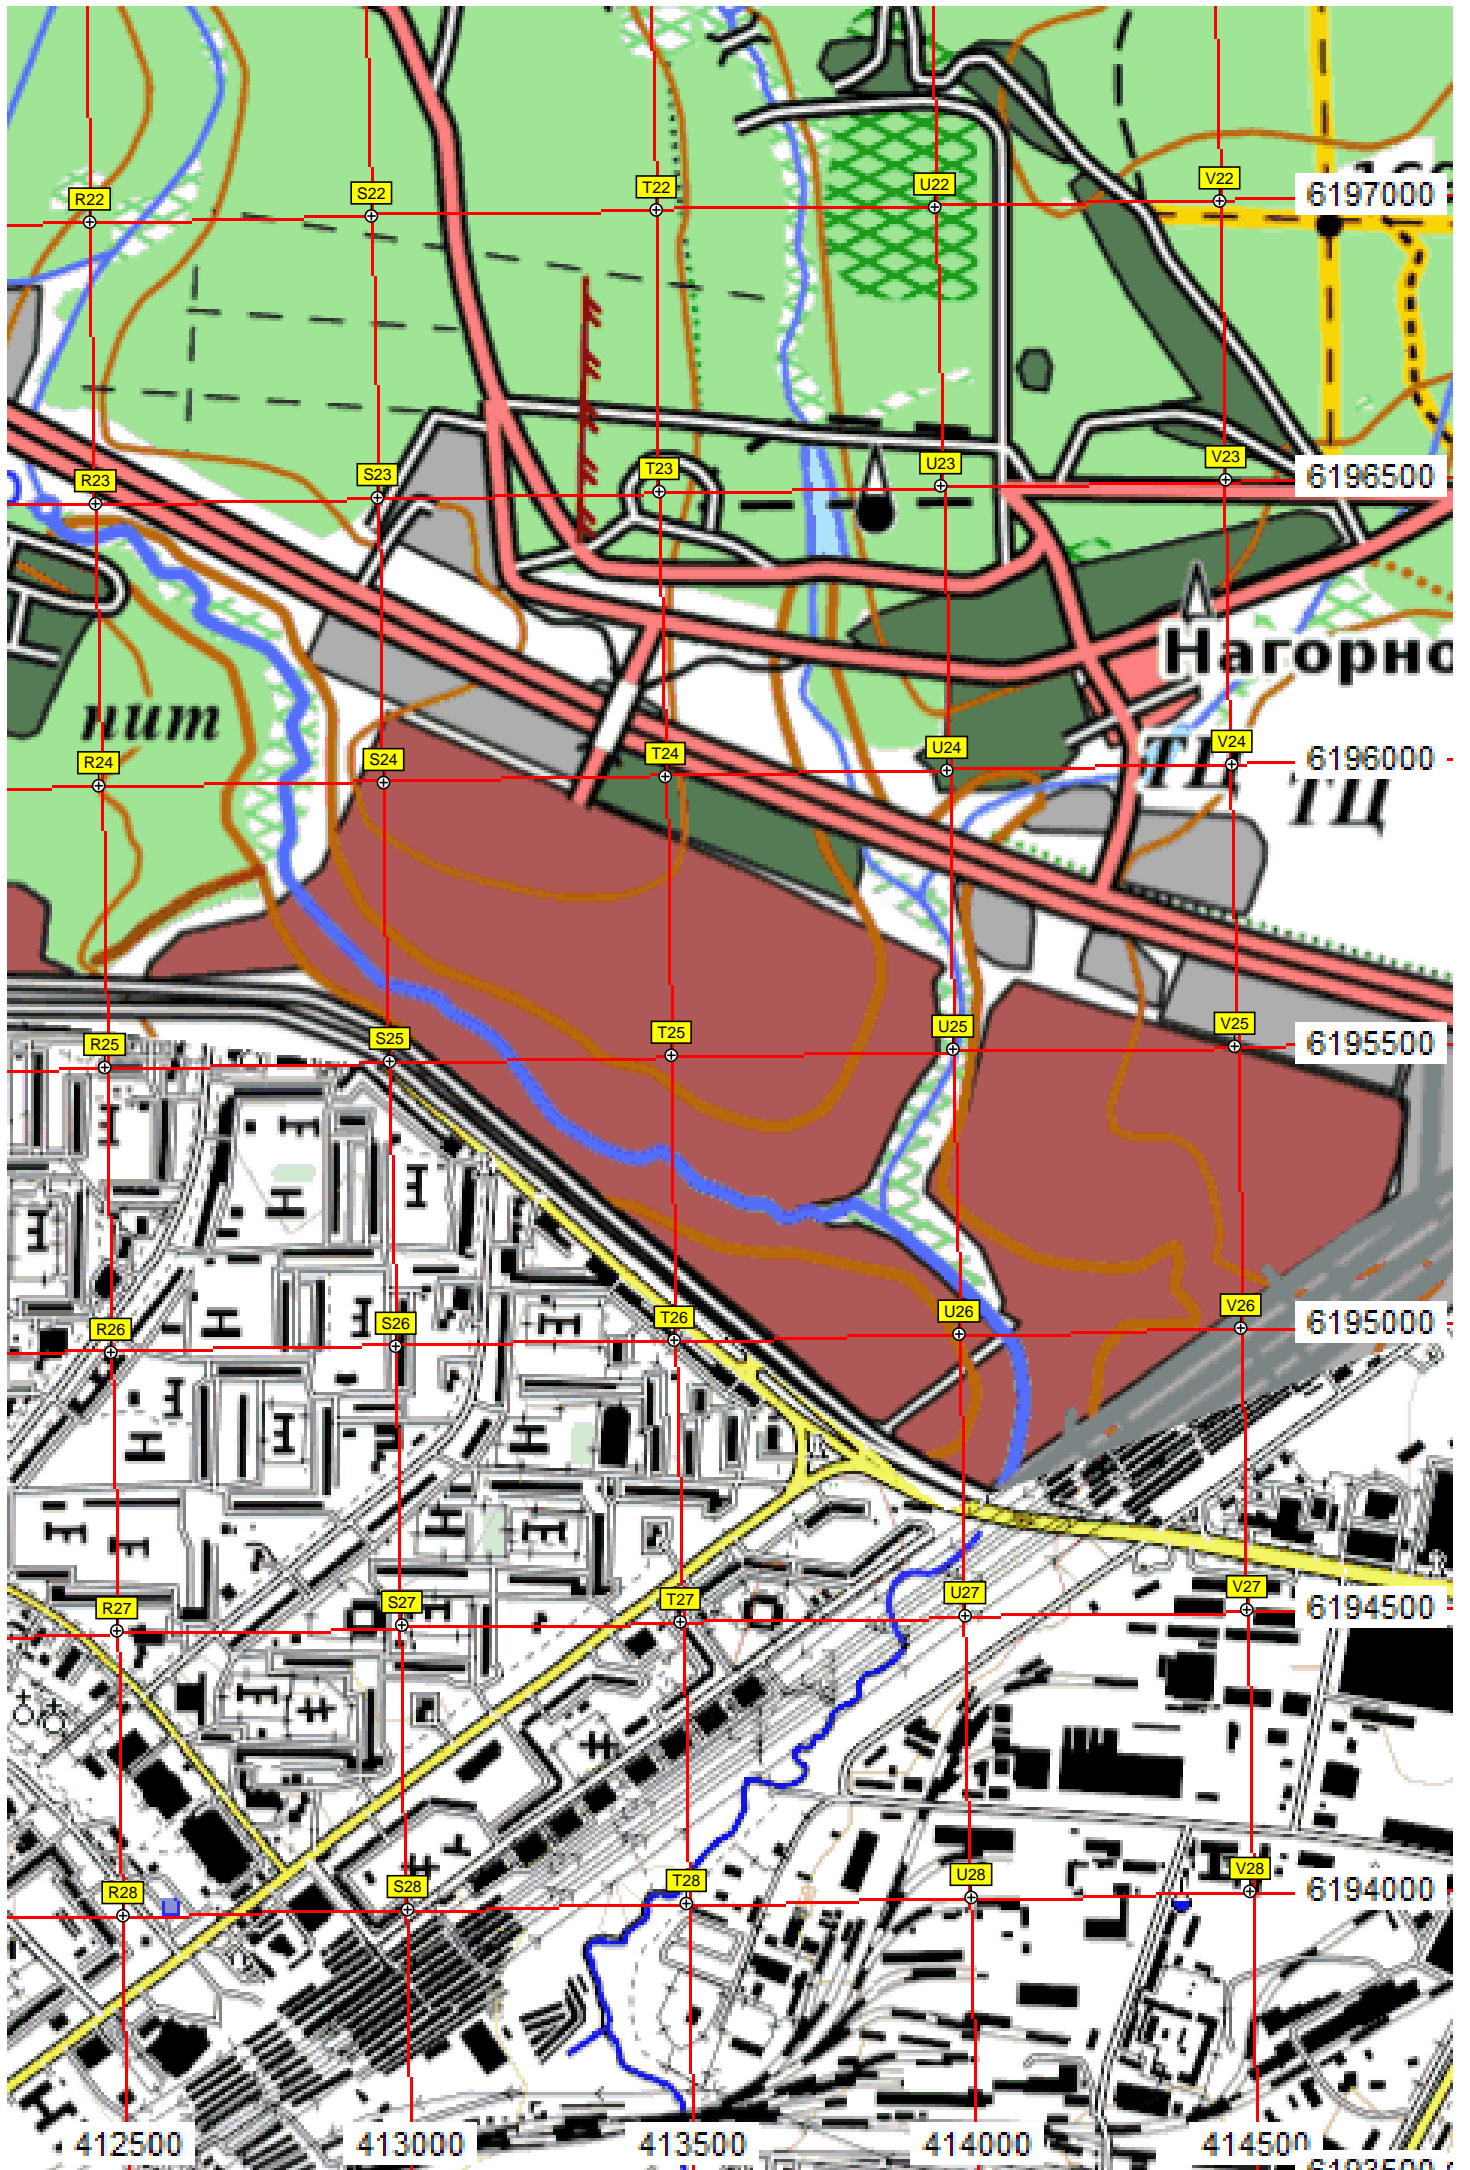 R22 S22 T22 U22 V22 6197000
R23 S23 T23 U23 V23 6196500
Нагорно
пит
R24 S24 T24 U24 V24 6196000
ТЦ
ТЦ
R25 S25 T25 U25 V25 6195500
R26 S26 T26 U26 V26 6195000
R27 S27 T27 U27 V27 6194500
R28 S28 T28 U28 V28 6194000
412500 413000 413500 414000 414500